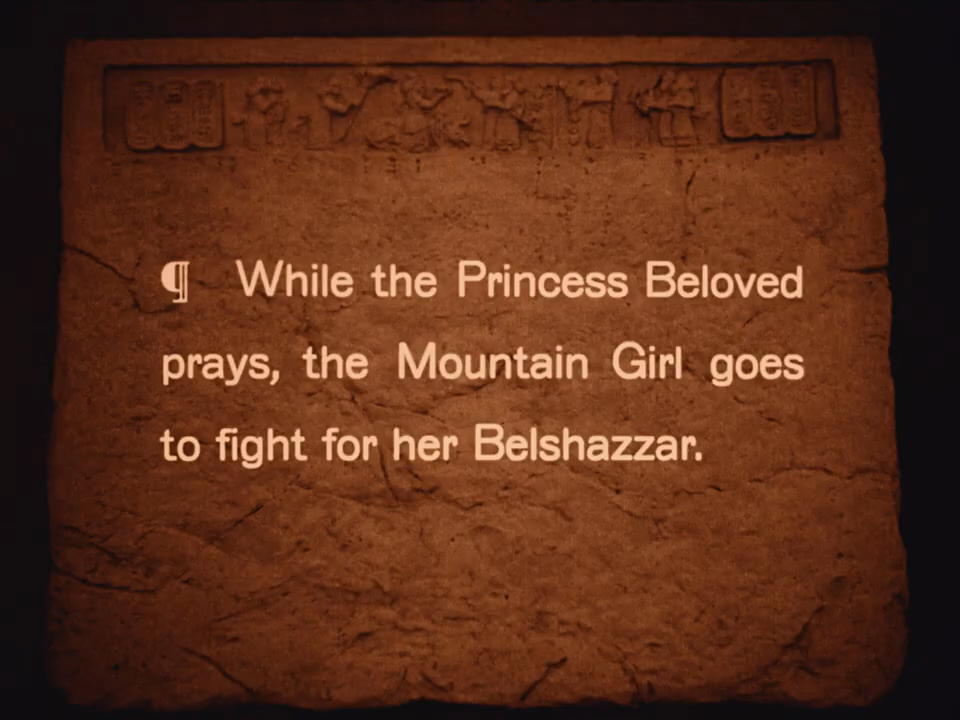 ¶ While the Princess Beloved
prays, the Mountain Girl goes
to fight for her Belshazzar.